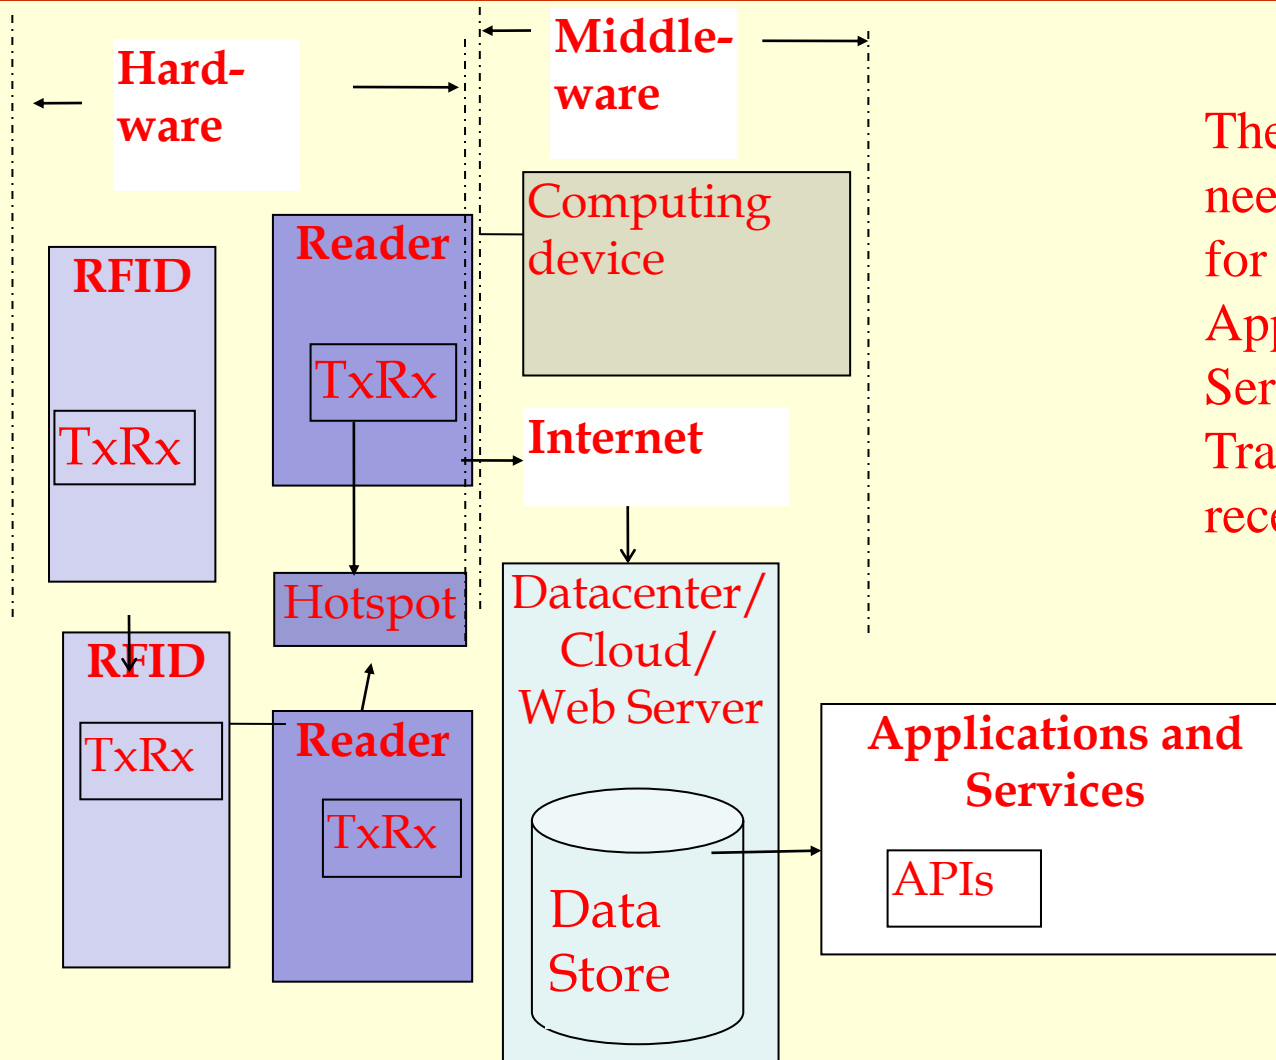 Hard-
ware
Middle-
ware
Computing
device
Reader
TxRx
RFID
TxRx
Internet
Hotspot
RFID
TxRx
Reader
TxRx
Datacenter/
Cloud/
Web Server
Data
Store
Applications and
Services
APIs
for